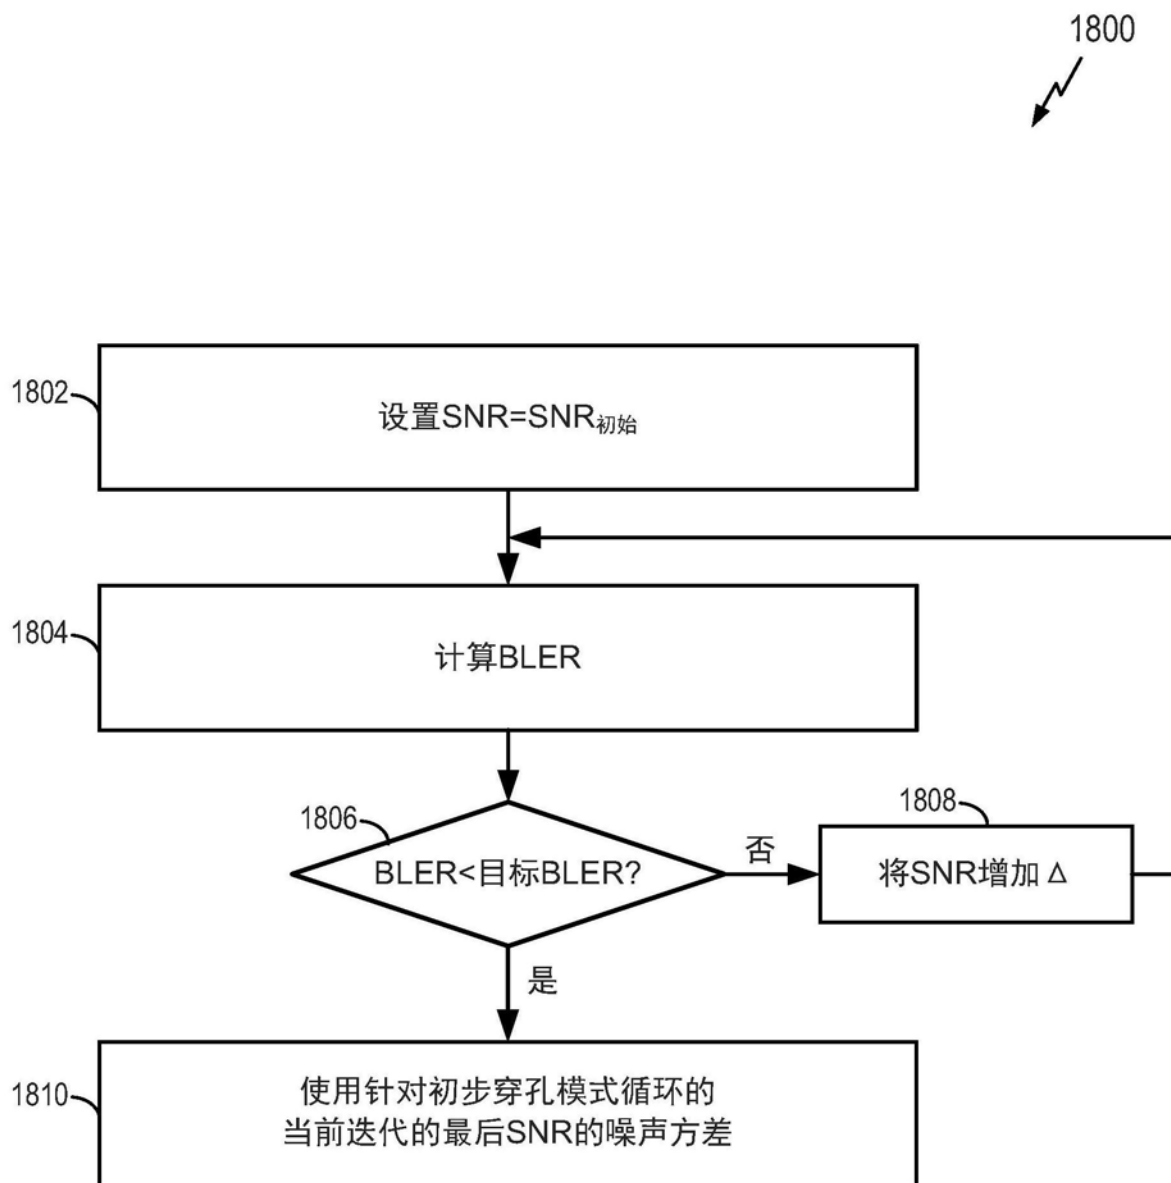 1800
1802
设置SNR=SNR初始
1804
计算BLER
1806
BLER<目标BLER?
否
1808
将SNR增加 Δ
是
1810
使用针对初步穿孔模式循环的
当前迭代的最后SNR的噪声方差